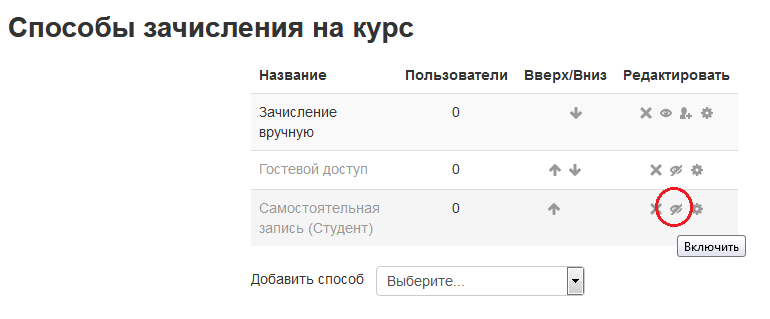 Способы зачисления на курс
Название Пользователи Вверх/Вниз Редактировать
Зачисление 0
вручную
Гостевой доступ 0
Самостоятельная 0
запись (Студент)
Включить
Добавить способ Выберите...